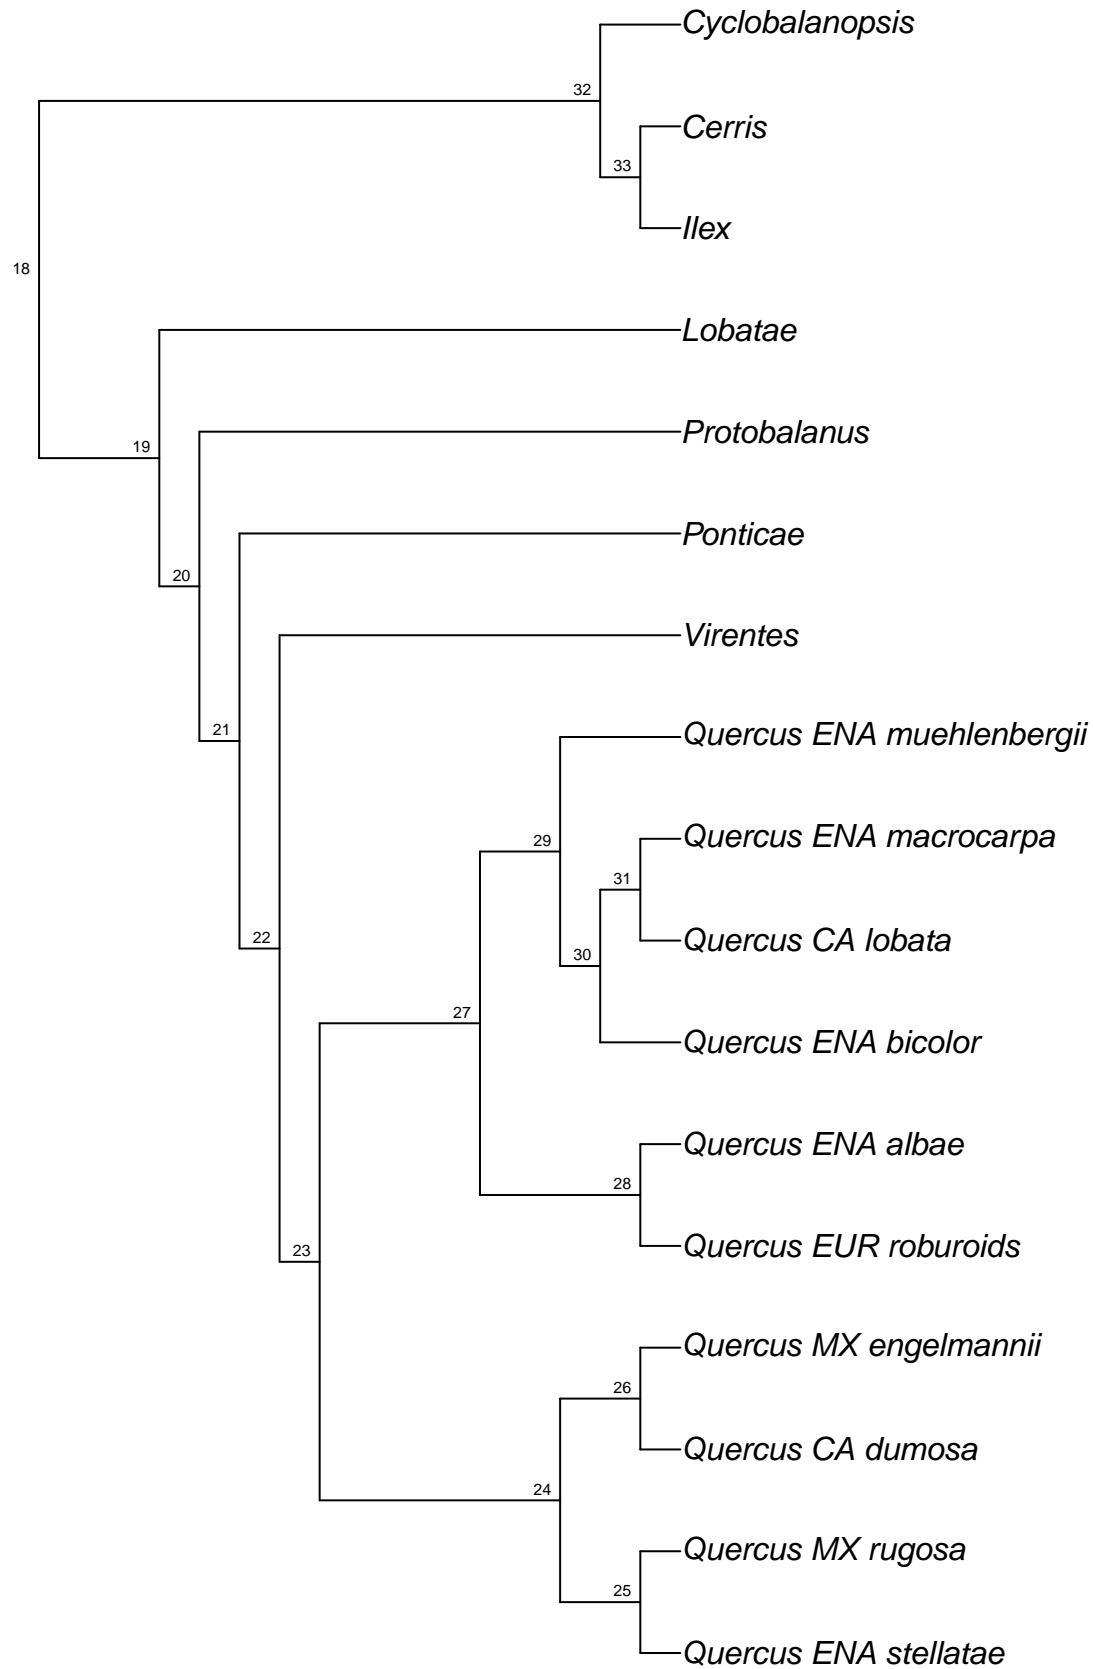 Cyclobalanopsis
32
Cerris
33
Ilex
18
Lobatae
Protobalanus
19
Ponticae
20
Virentes
21
Quercus ENA muehlenbergii
Quercus ENA macrocarpa
29
31
Quercus CA lobata
22
30
27
Quercus ENA bicolor
Quercus ENA albae
28
Quercus EUR roburoids
23
Quercus MX engelmannii
26
Quercus CA dumosa
24
Quercus MX rugosa
25
Quercus ENA stellatae